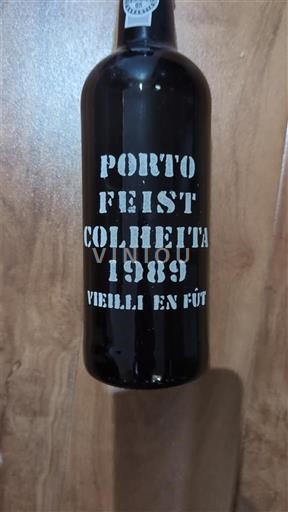 PORTO
FEIST
COLHEITA
VINIOU
1989
VIEILLI EN FÛT